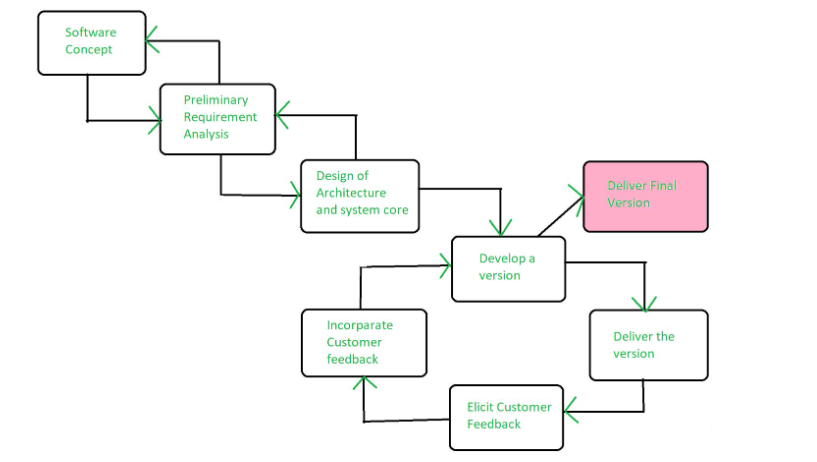 Software
Concept
Preliminary
Requirement
Analysis
Design of
Architecture
and system core
Deliver Final
Version
Develop a
version
Incorparate
Customer
feedback
Deliver the
version
Elicit Customer
Feedback